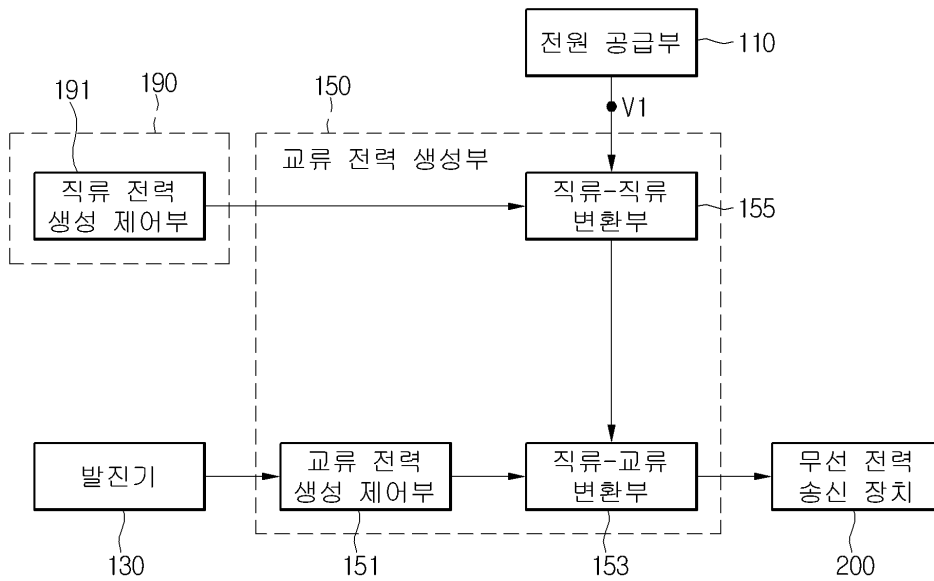 전원 공급부
110
V1
191
190
150
교류 전력 생성부
직류 전력
생성 제어부
직류-직류
변환부
155
발진기
교류 전력
생성 제어부
직류-교류
변환부
무선 전력
송신 장치
130
151
153
200